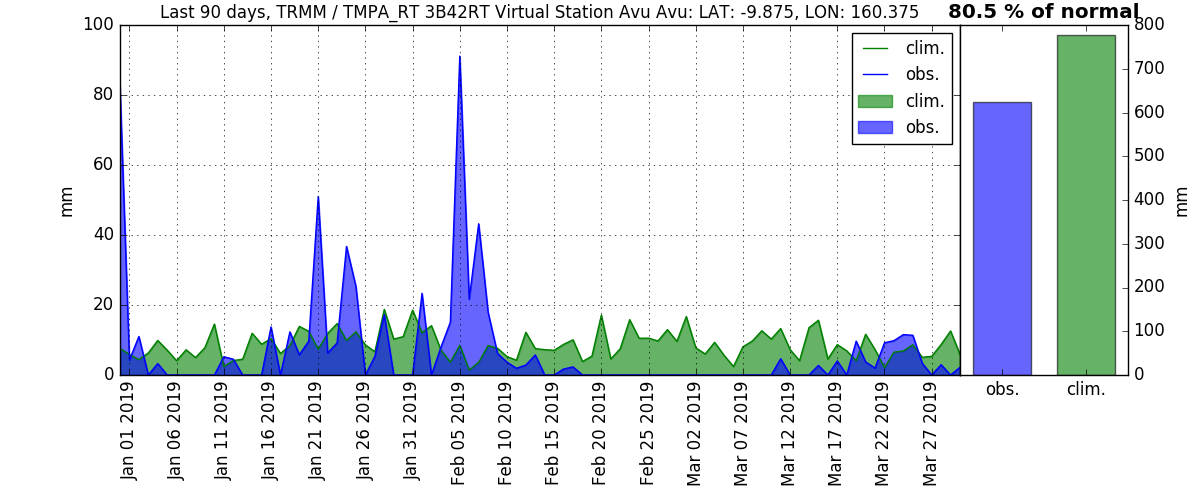 Last 90 days, TRMM / TMPA_RT 3B42RT Virtual Station Avu Avu: LAT: -9.875, LON: 160.375
80.5 % of normal
100
80
60
40
20
0
mm
clim.
obs.
clim.
obs.
800
700
600
500
400
300
200
100
0
mm
Jan 01 2019
Jan 06 2019
Jan 11 2019
Jan 16 2019
Jan 21 2019
Jan 26 2019
Jan 31 2019
Feb 05 2019
Feb 10 2019
Feb 15 2019
Feb 20 2019
Feb 25 2019
Mar 02 2019
Mar 07 2019
Mar 12 2019
Mar 17 2019
Mar 22 2019
Mar 27 2019
obs.
clim.